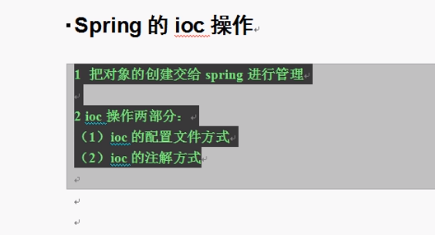 Spring 的 ioc 操作
1 把对象的创建交给 spring 进行管理
2 ioc 操作两部分：
（1）ioc 的配置文件方式
（2）ioc 的注解方式